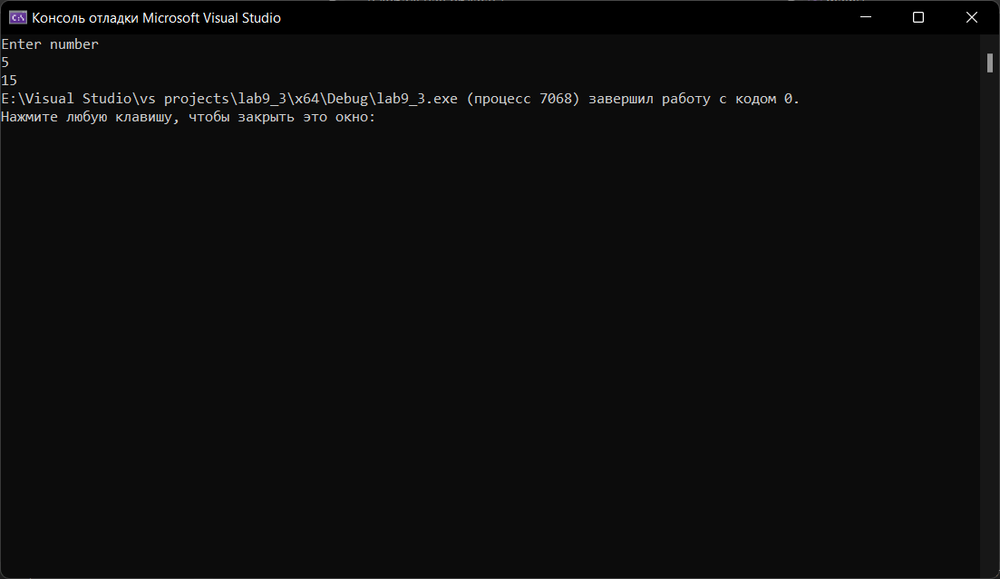 Консоль отладки Microsoft Visual Studio
Enter number
5
15
E:\Visual Studio\vs projects\lab9_3\x64\Debug\lab9_3.exe (процесс 7068) завершил работу с кодом 0.
Нажмите любую клавишу, чтобы закрыть это окно: